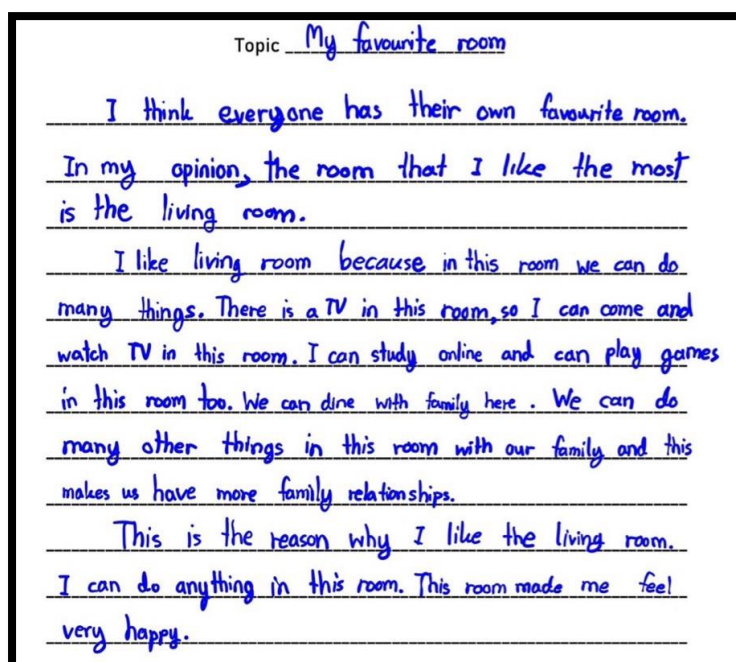 Topic My favourite room
I think everyone has their own favourite room.
In my opinion, the room that I like the most
is the living room.
I like living room because in this room we can do
many things. There is a TV in this room, so I can come and
watch TV in this room. I can study online and can play games
in this room too. We can dine with family here. We can do
many other things in this room with our family and this
makes us have more family relationships.
This is the reason why I like the living room.
I can do anything in this room. This room made me feel
very happy.